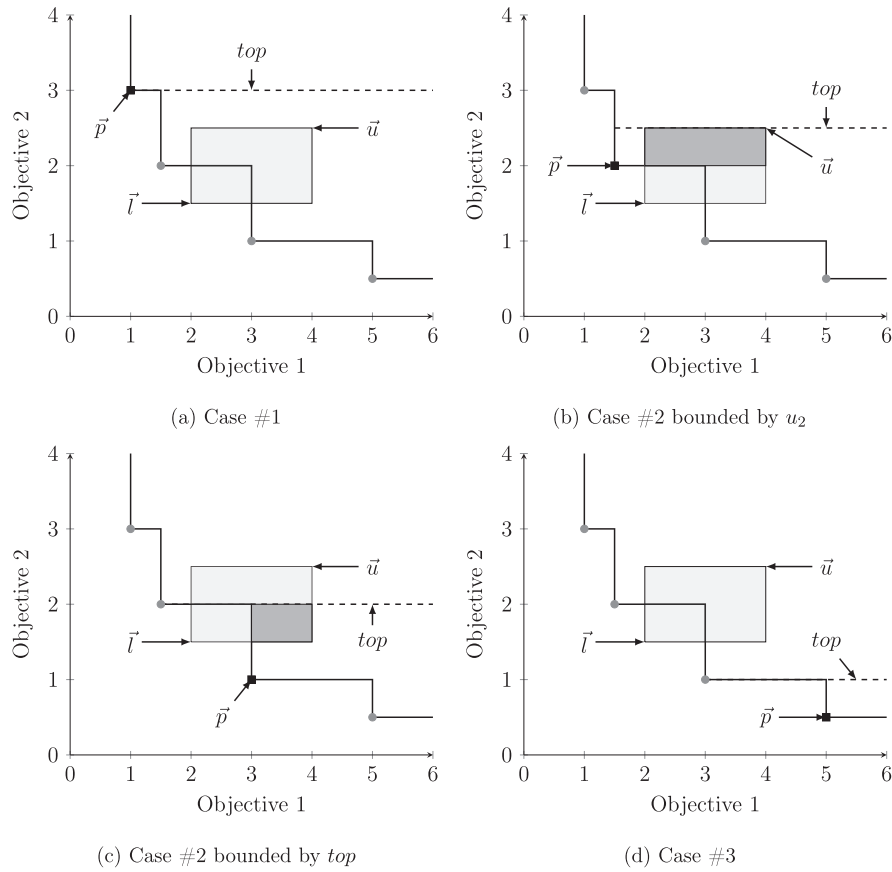 4
3
2
1
0
0 1 2 3 4 5 6
Objective 2
Objective 1
top
p⃗
u⃗
l⃗
(a) Case #1
4
3
2
1
0
0 1 2 3 4 5 6
Objective 2
Objective 1
top
p⃗
u⃗
l⃗
(b) Case #2 bounded by u₂
4
3
2
1
0
0 1 2 3 4 5 6
Objective 2
Objective 1
u⃗
l⃗
top
p⃗
(c) Case #2 bounded by top
4
3
2
1
0
0 1 2 3 4 5 6
Objective 2
Objective 1
u⃗
l⃗
top
p⃗
(d) Case #3